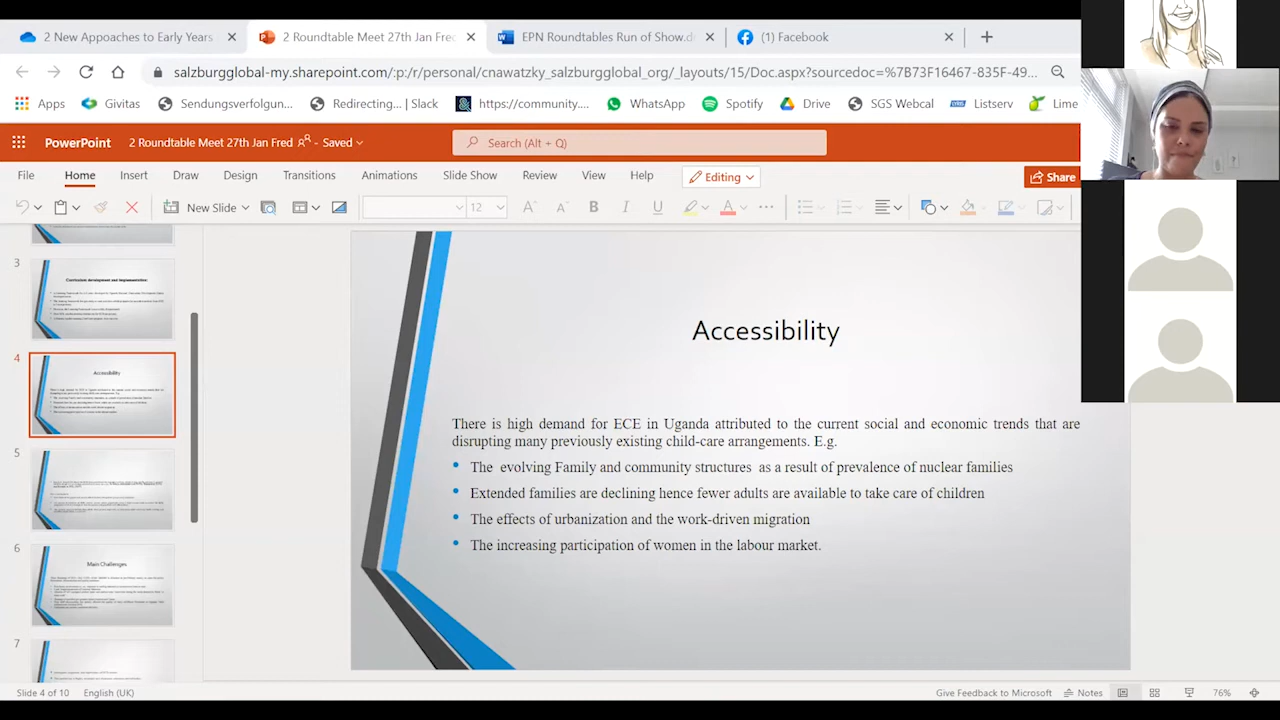 2 New Appoaches to Early Years
2 Roundtable Meet 27th Jan Fred
EPN Roundtables Run of Show.d
(1) Facebook
salzburgglobal-my.sharepoint.com/:p:/r/personal/cnawatzky_salzburgglobal_org/_layouts/15/Doc.aspx?sourcedoc=%7B73F16467-835F-49...
Apps
Givitas
Sendungsverfolgun...
Redirecting... | Slack
https://community....
WhatsApp
Spotify
Drive
SGS Webcal
Listserv
Lime
PowerPoint
2 Roundtable Meet 27th Jan Fred - Saved
Search (Alt + Q)
File
Home
Insert
Draw
Design
Transitions
Animations
Slide Show
Review
View
Help
Editing
Share
New Slide
12
B
I
U
3
Curriculum development and implementation:
4
Accessibility
5
6
Main Challenges
7
Accessibility
There is high demand for ECE in Uganda attributed to the current social and economic trends that are
disrupting many previously existing child-care arrangements. E.g.
The evolving Family and community structures as a result of prevalence of nuclear families
Extended families are declining hence fewer adults are available to take care of children
The effects of urbanization and the work-driven migration
The increasing participation of women in the labour market.
Slide 4 of 10
English (UK)
Give Feedback to Microsoft
Notes
76%